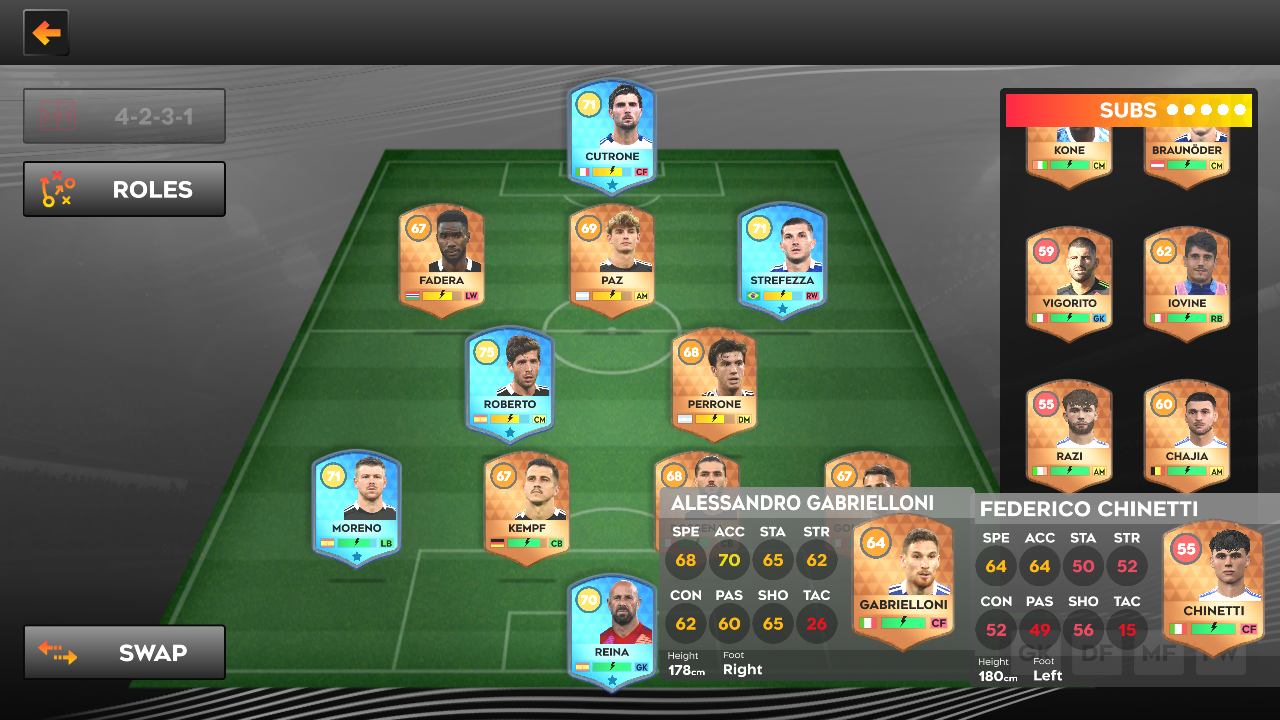 4-2-3-1
ROLES
SWAP
71
CUTRONE
CF
67
FADERA
LW
69
PAZ
AM
71
STREFEZZA
RW
75
ROBERTO
CM
68
PERRONE
DM
71
MORENO
LB
67
KEMPF
CB
68
67
70
REINA
GK
SUBS
KONE
CM
BRAUNÖDER
CM
59
VIGORITO
GK
62
IOVINE
RB
55
RAZI
AM
60
CHAJIA
AM
ALESSANDRO GABRIELLONI
SPE ACC STA STR
68 70 65 62
CON PAS SHO TAC
62 60 65 26
Height Foot
178cm Right
64
GABRIELLONI
CF
FEDERICO CHINETTI
SPE ACC STA STR
64 64 50 52
CON PAS SHO TAC
52 49 56 15
Height Foot
180cm Left
55
CHINETTI
CF
GK DF MF FW